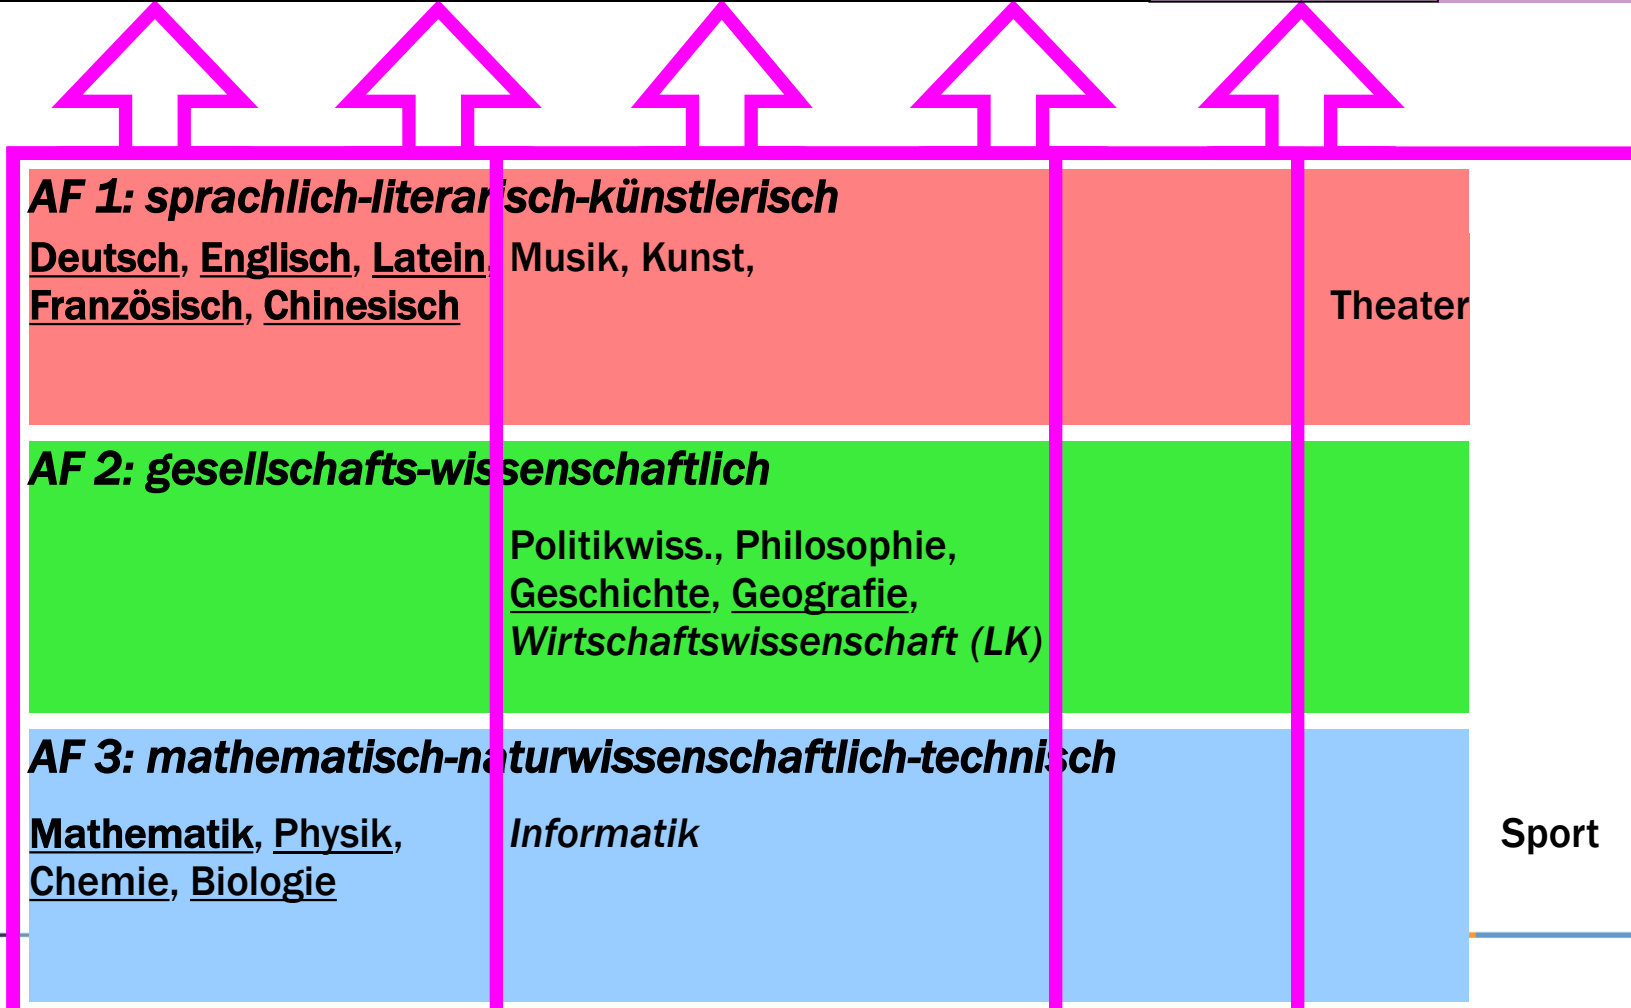 AF 1: sprachlich-literarisch-künstlerisch
Deutsch, Englisch, Latein, Musik, Kunst,
Französisch, Chinesisch Theater
AF 2: gesellschafts-wissenschaftlich
Politikwiss., Philosophie,
Geschichte, Geografie,
Wirtschaftswissenschaft (LK)
AF 3: mathematisch-naturwissenschaftlich-technisch
Mathematik, Physik, Informatik Sport
Chemie, Biologie